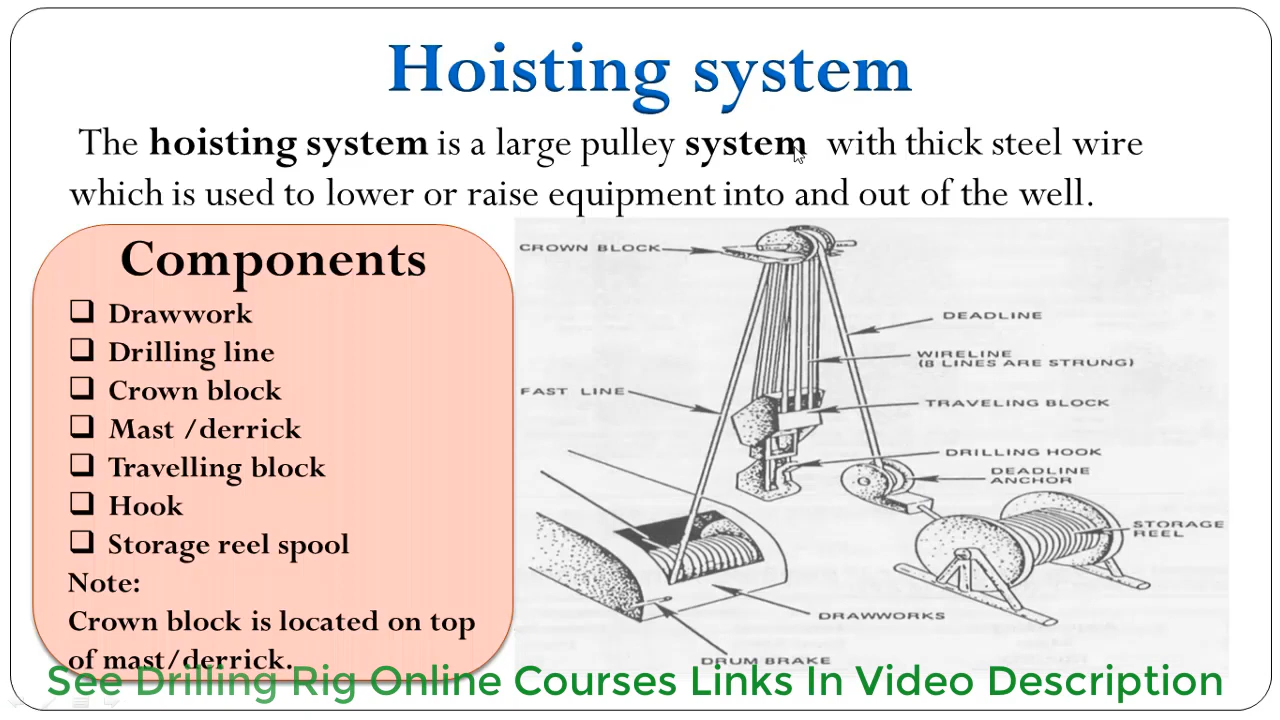 Hoisting system
The hoisting system is a large pulley system with thick steel wire
which is used to lower or raise equipment into and out of the well.
Components
Drawwork
Drilling line
Crown block
Mast /derrick
Travelling block
Hook
Storage reel spool
Note:
Crown block is located on top
of mast/derrick.
CROWN BLOCK
DEADLINE
WIRELINE
(8 LINES ARE STRUNG)
FAST LINE
TRAVELING BLOCK
DRILLING HOOK
DEADLINE
ANCHOR
STORAGE
REEL
DRAWWORKS
DRUM BRAKE
See Drilling Rig Online Courses Links In Video Description